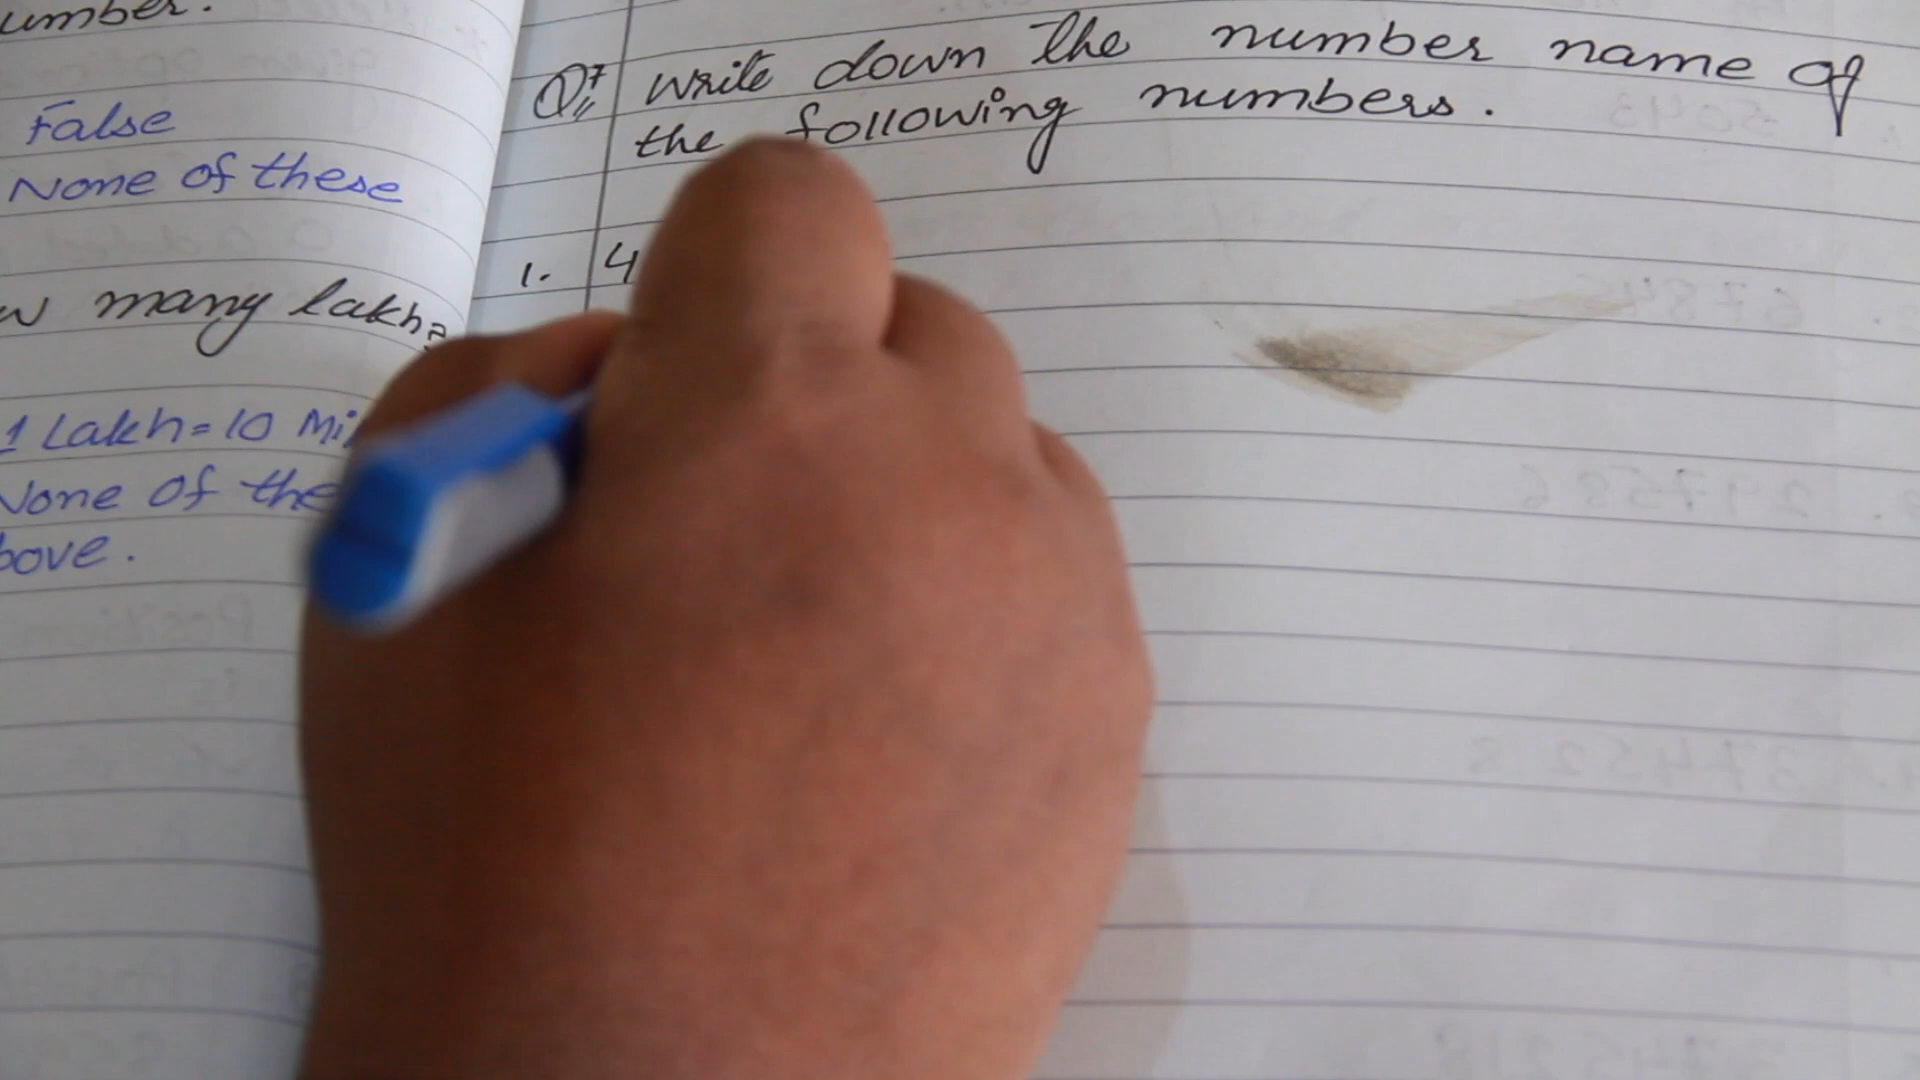 umber.
False
None of these
many lakhs
1 Lakh=10 Mil
None of the
bove.
Q7 Write down the number name of
the following numbers.
1. 4